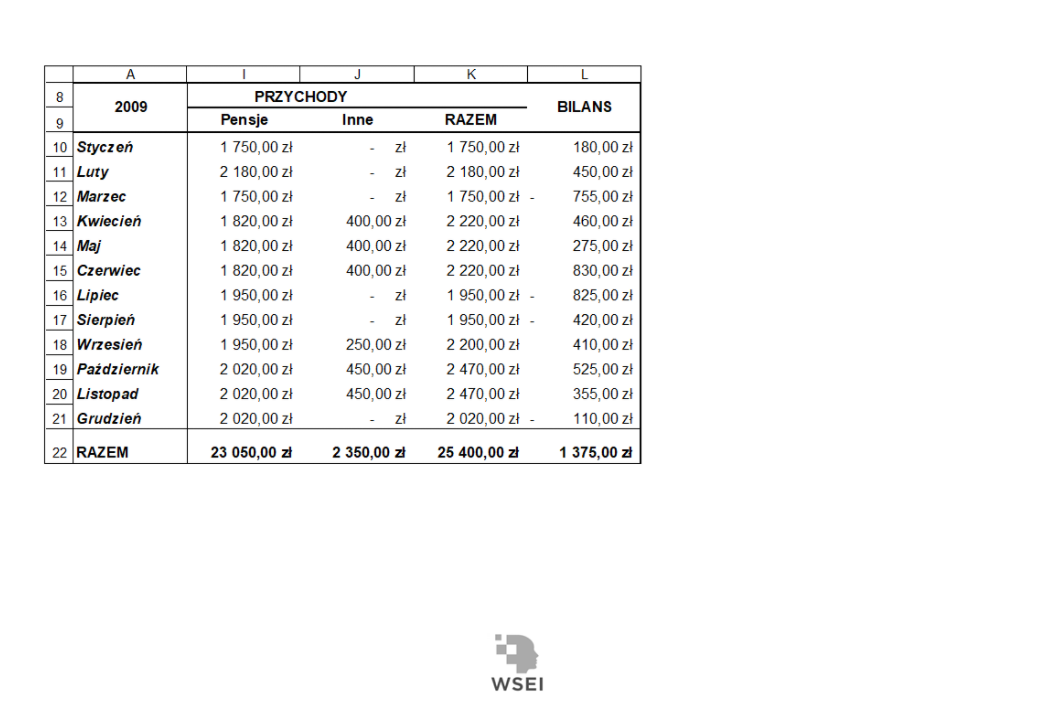 A I J K L
8 2009 PRZYCHODY BILANS
9 Pensje Inne RAZEM
10 Styczeń 1 750,00 zł - zł 1 750,00 zł 180,00 zł
11 Luty 2 180,00 zł - zł 2 180,00 zł 450,00 zł
12 Marzec 1 750,00 zł - zł 1 750,00 zł - 755,00 zł
13 Kwiecień 1 820,00 zł 400,00 zł 2 220,00 zł 460,00 zł
14 Maj 1 820,00 zł 400,00 zł 2 220,00 zł 275,00 zł
15 Czerwiec 1 820,00 zł 400,00 zł 2 220,00 zł 830,00 zł
16 Lipiec 1 950,00 zł - zł 1 950,00 zł - 825,00 zł
17 Sierpień 1 950,00 zł - zł 1 950,00 zł - 420,00 zł
18 Wrzesień 1 950,00 zł 250,00 zł 2 200,00 zł 410,00 zł
19 Październik 2 020,00 zł 450,00 zł 2 470,00 zł 525,00 zł
20 Listopad 2 020,00 zł 450,00 zł 2 470,00 zł 355,00 zł
21 Grudzień 2 020,00 zł - zł 2 020,00 zł - 110,00 zł
22 RAZEM 23 050,00 zł 2 350,00 zł 25 400,00 zł 1 375,00 zł
WSEI